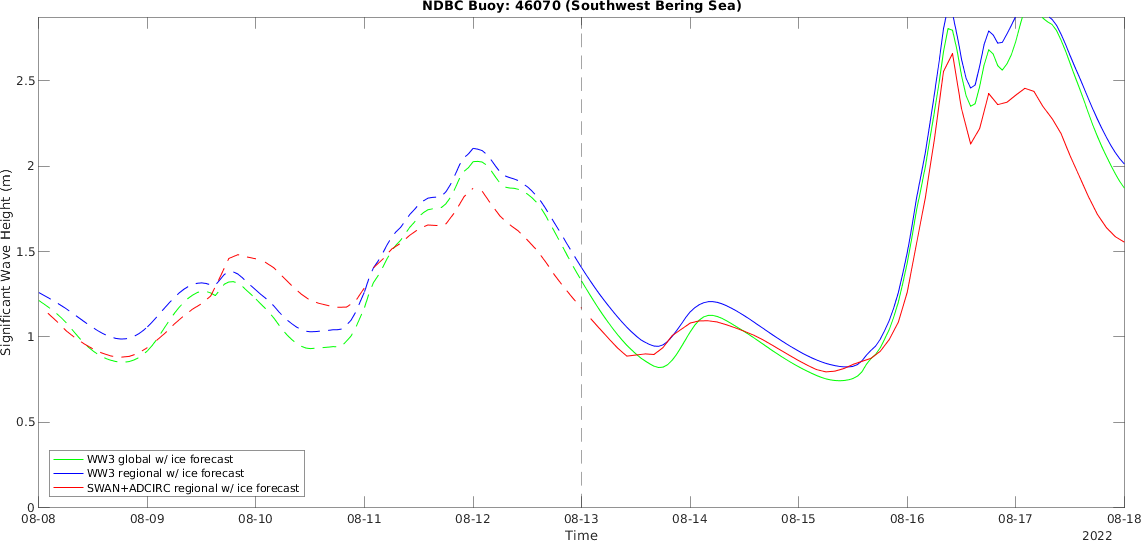 NDBC Buoy: 46070 (Southwest Bering Sea)
Significant Wave Height (m)
2.5
2
1.5
1
0.5
0
WW3 global w/ ice forecast
WW3 regional w/ ice forecast
SWAN+ADCIRC regional w/ ice forecast
08-08 08-09 08-10 08-11 08-12 08-13 08-14 08-15 08-16 08-17 08-18
Time
2022